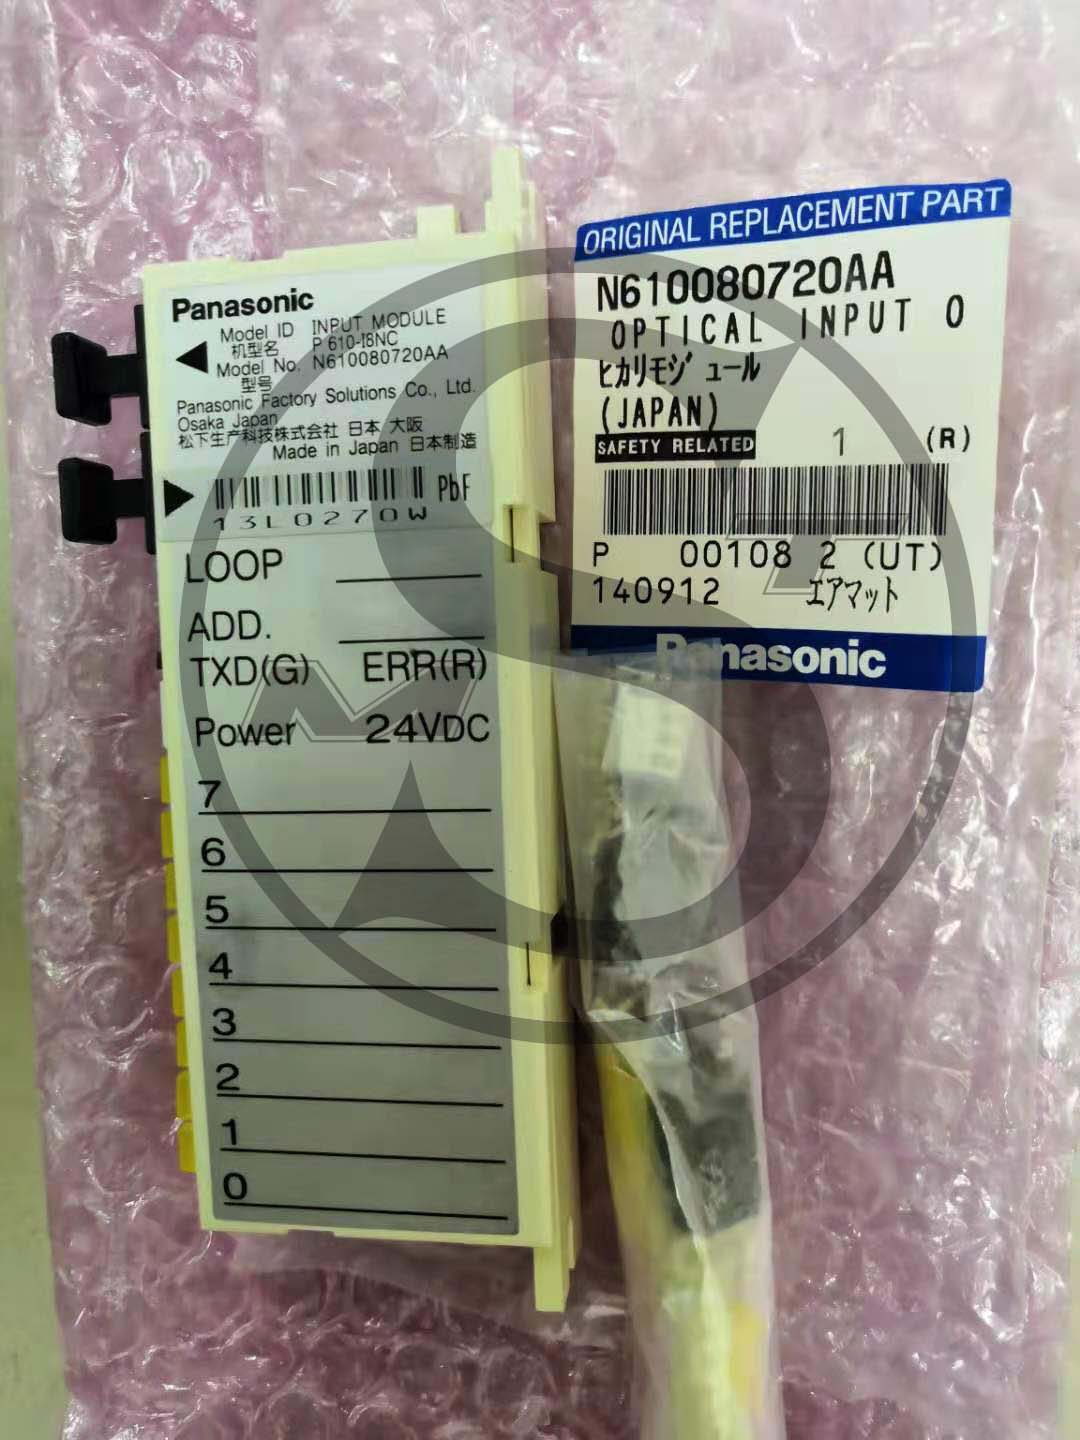 Panasonic
Model ID INPUT MODULE
机型名 P 610-I8NC
Model No. N610080720AA
型号
Panasonic Factory Solutions Co., Ltd.
Osaka Japan
松下生产科技株式会社 日本 大阪
Made in Japan 日本制造
PbF
13L0270W
LOOP
ADD.
TXD(G) ERR(R)
Power 24VDC
7
6
5
4
3
2
1
0
ORIGINAL REPLACEMENT PART
N610080720AA
OPTICAL INPUT O
ヒカリモジュール
(JAPAN)
SAFETY RELATED 1 (R)
P 00108 2 (UT)
140912 エアマット
Panasonic